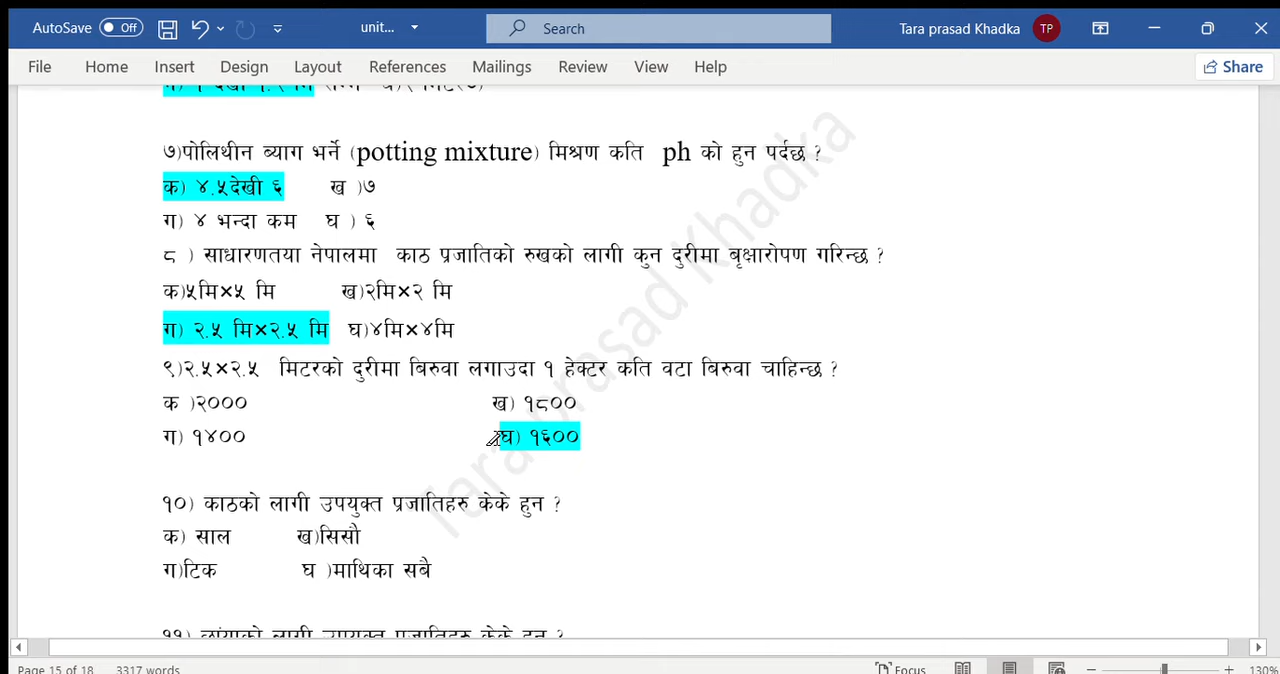 AutoSave Off unit... Search Tara prasad Khadka TP
File Home Insert Design Layout References Mailings Review View Help Share
७)पोलिथीन ब्याग भर्ने (potting mixture) मिश्रण कति ph को हुन पर्दछ ?
क) ४.५देखी ६ ख )७
ग) ४ भन्दा कम घ ) ६
८ ) साधारणतया नेपालमा काठ प्रजातिको रुखको लागी कुन दुरीमा बृक्षारोपण गरिन्छ ?
क)५मि×५ मि ख)२मि×२ मि
ग) २.५ मि×२.५ मि घ)४मि×४मि
९)२.५×२.५ मिटरको दुरीमा बिरुवा लगाउदा १ हेक्टर कति वटा बिरुवा चाहिन्छ ?
क )२००० ख) १८००
ग) १४०० घ) १६००
१०) काठको लागी उपयुक्त प्रजातिहरु केके हुन ?
क) साल ख)सिसौ
ग)टिक घ )माथिका सबै
११) छांयाको लागी उपयुक्त प्रजातिहरु केके हुन ?
Tara prasad Khadka
Page 15 of 18 3317 words Focus 130%